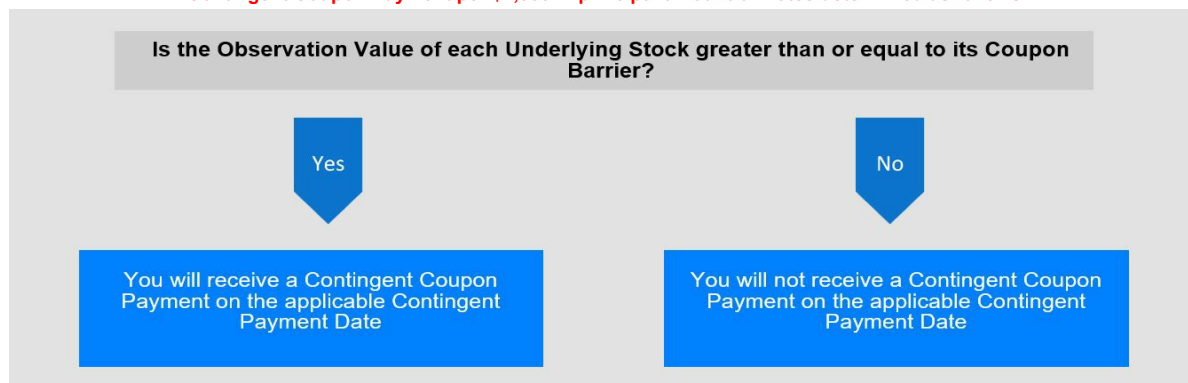 Is the Observation Value of each Underlying Stock greater than or equal to its Coupon
Barrier?
Yes
No
You will receive a Contingent Coupon
Payment on the applicable Contingent
Payment Date
You will not receive a Contingent Coupon
Payment on the applicable Contingent
Payment Date